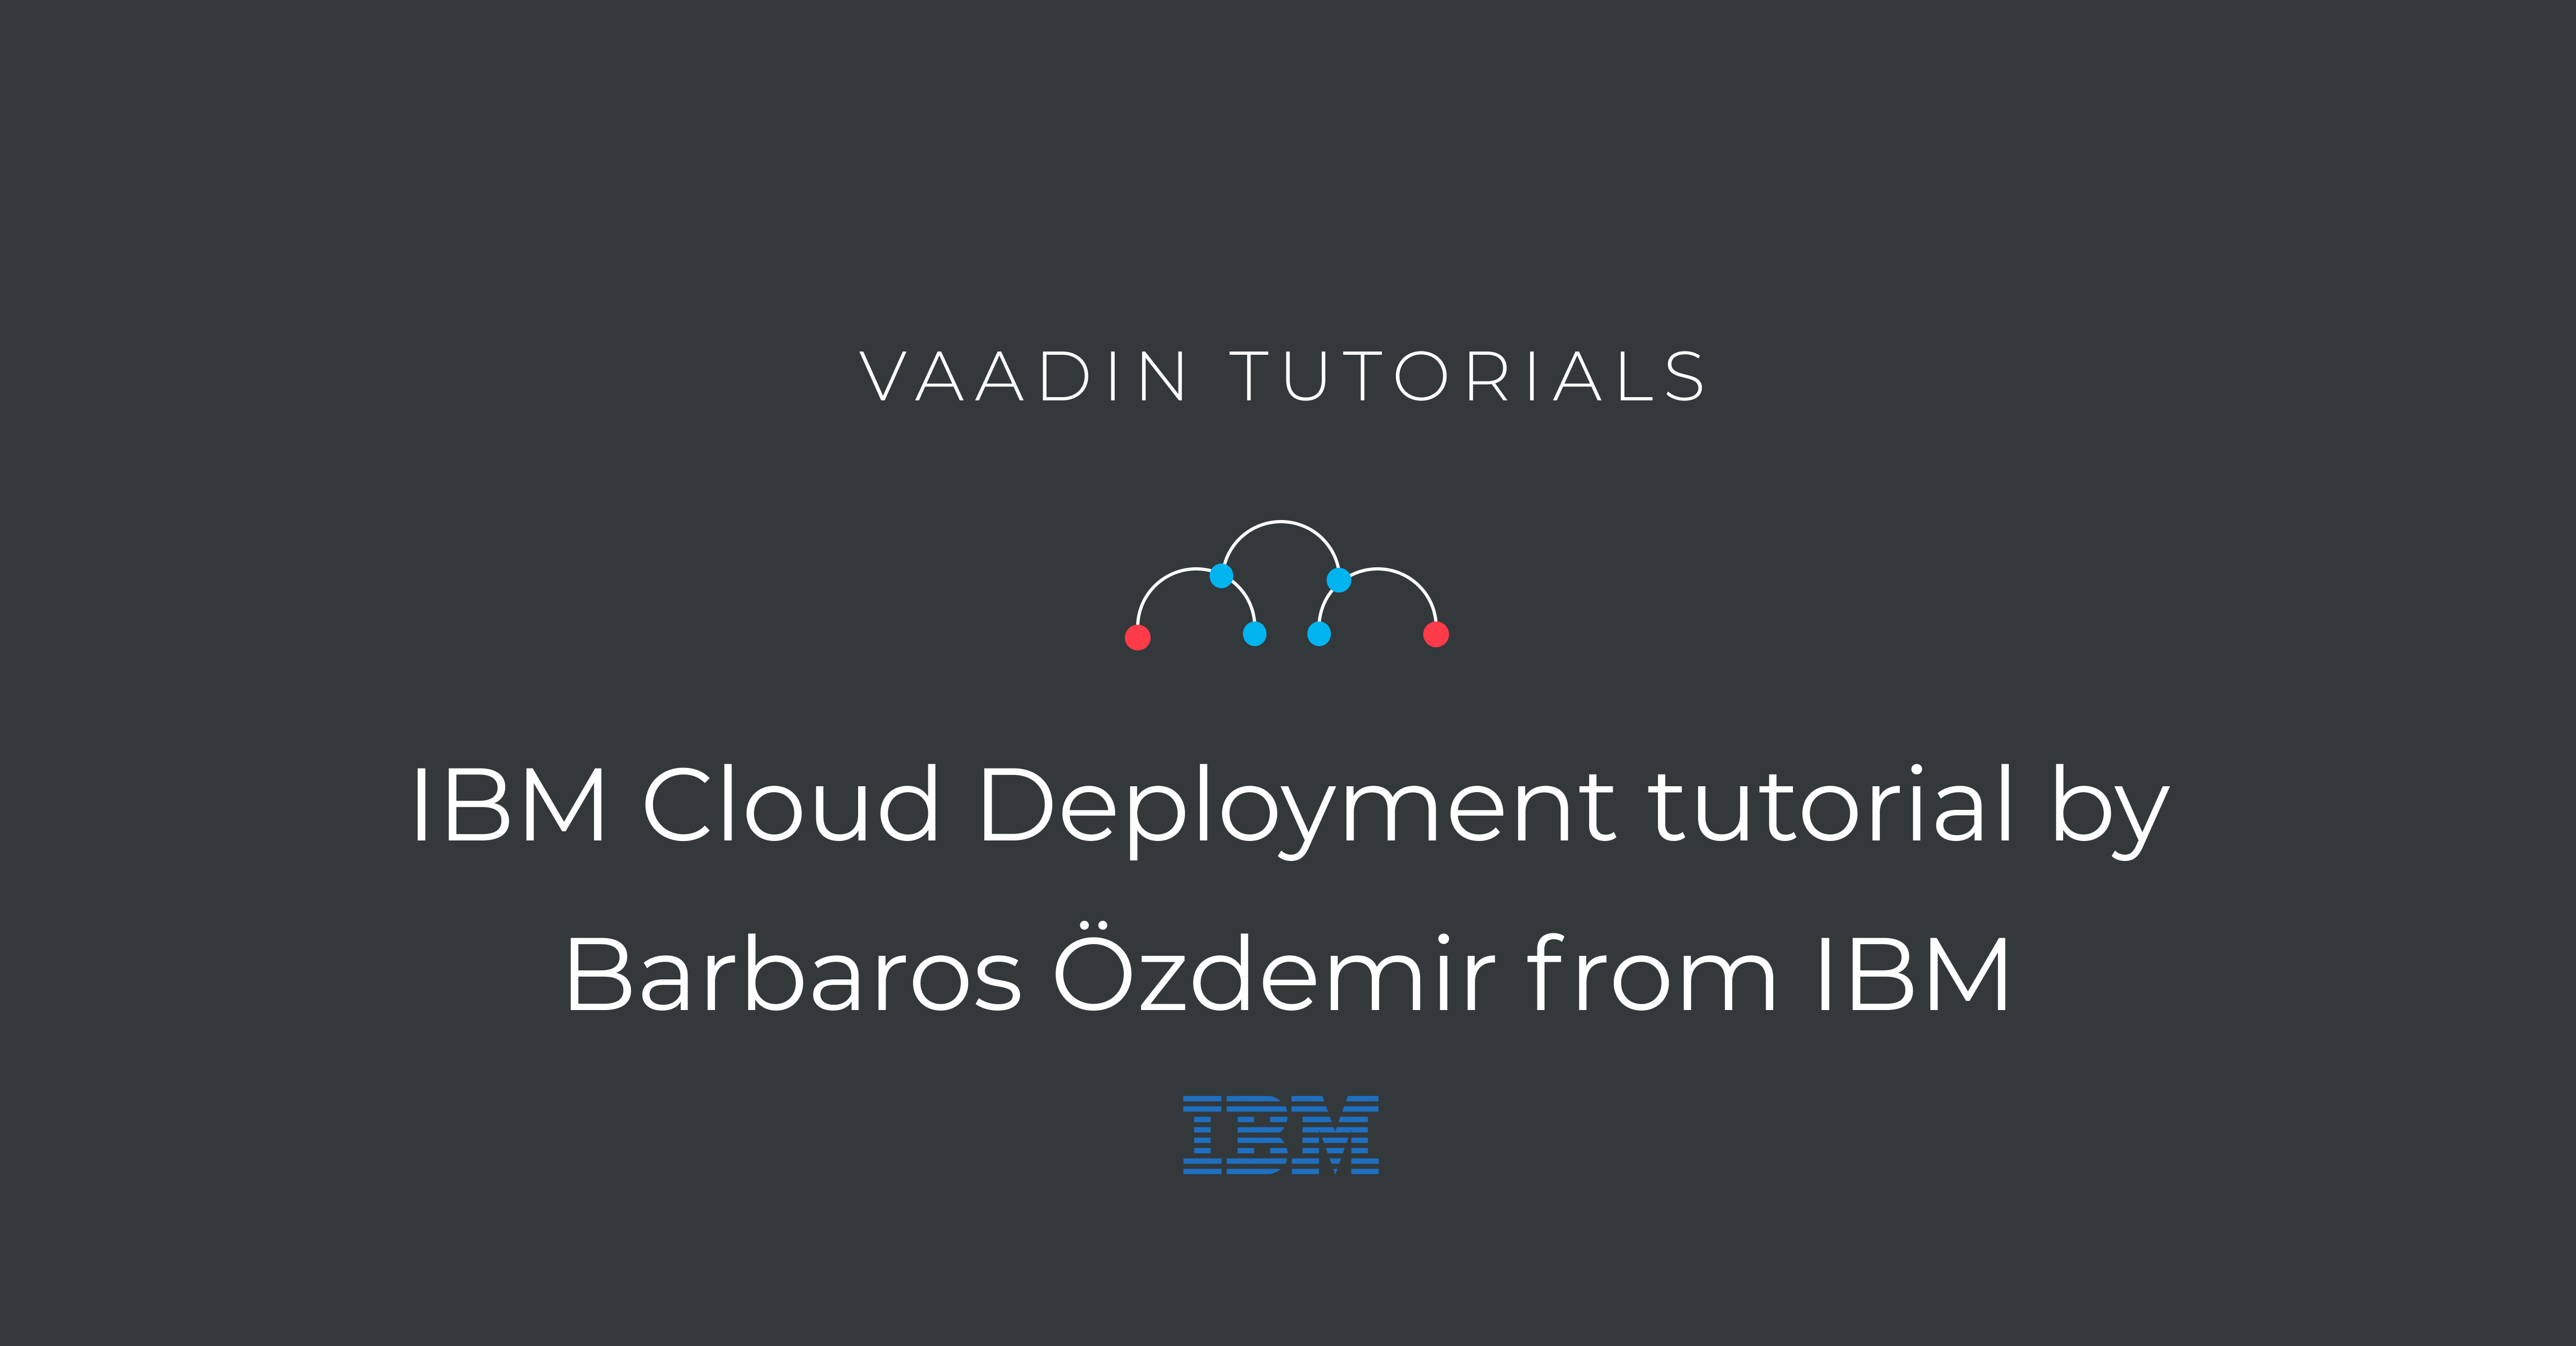 VAADIN TUTORIALS
IBM Cloud Deployment tutorial by
Barbaros Özdemir from IBM
IBM